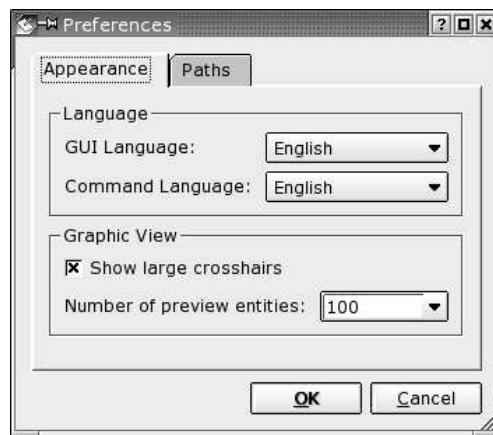 Preferences
?
Appearance Paths
Language
GUI Language: English
Command Language: English
Graphic View
Show large crosshairs
Number of preview entities: 100
OK Cancel